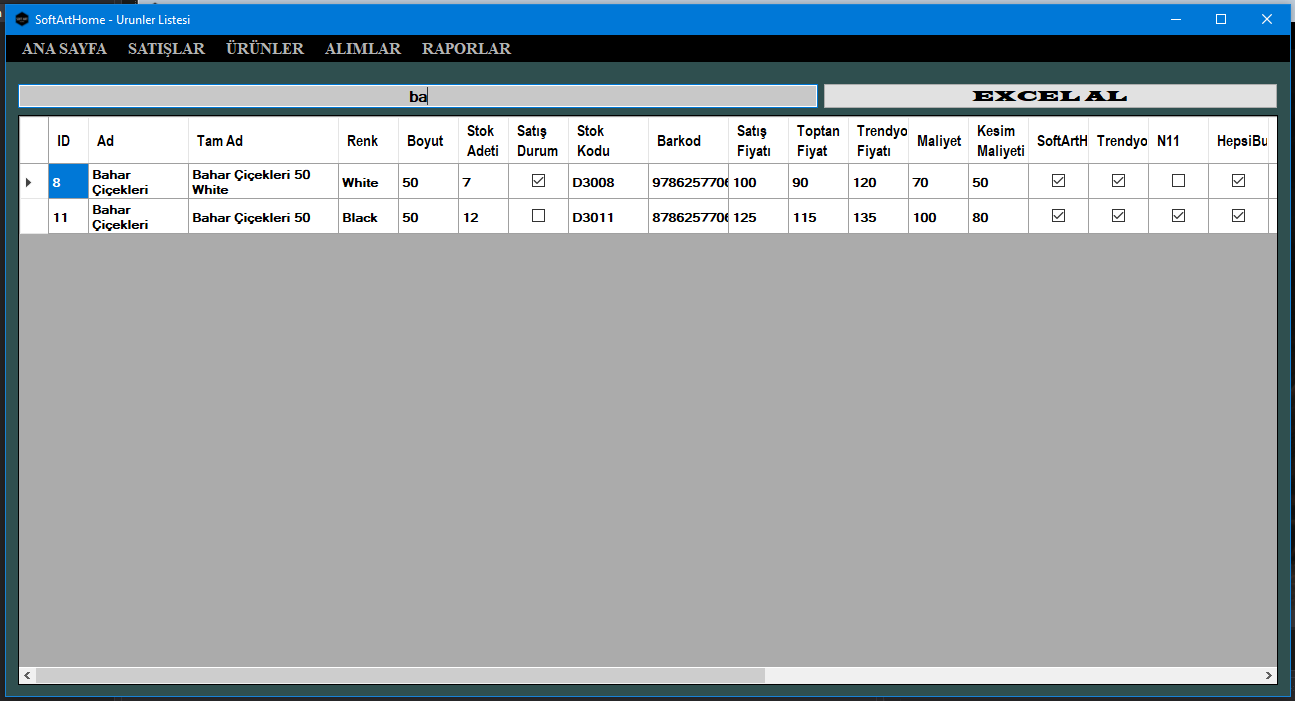 SoftArtHome - Urunler Listesi
ANA SAYFA SATIŞLAR ÜRÜNLER ALIMLAR RAPORLAR
ba
EXCEL AL
ID Ad Tam Ad Renk Boyut Stok Adeti Satış Durum Stok Kodu Barkod Satış Fiyatı Toptan Fiyat Trendyo Fiyatı Maliyet Kesim Maliyeti SoftArtH Trendyo N11 HepsiBu
8 Bahar Çiçekleri Bahar Çiçekleri 50 White White 50 7 D3008 9786257706 100 90 120 70 50
11 Bahar Çiçekleri Bahar Çiçekleri 50 Black 50 12 D3011 8786257706 125 115 135 100 80